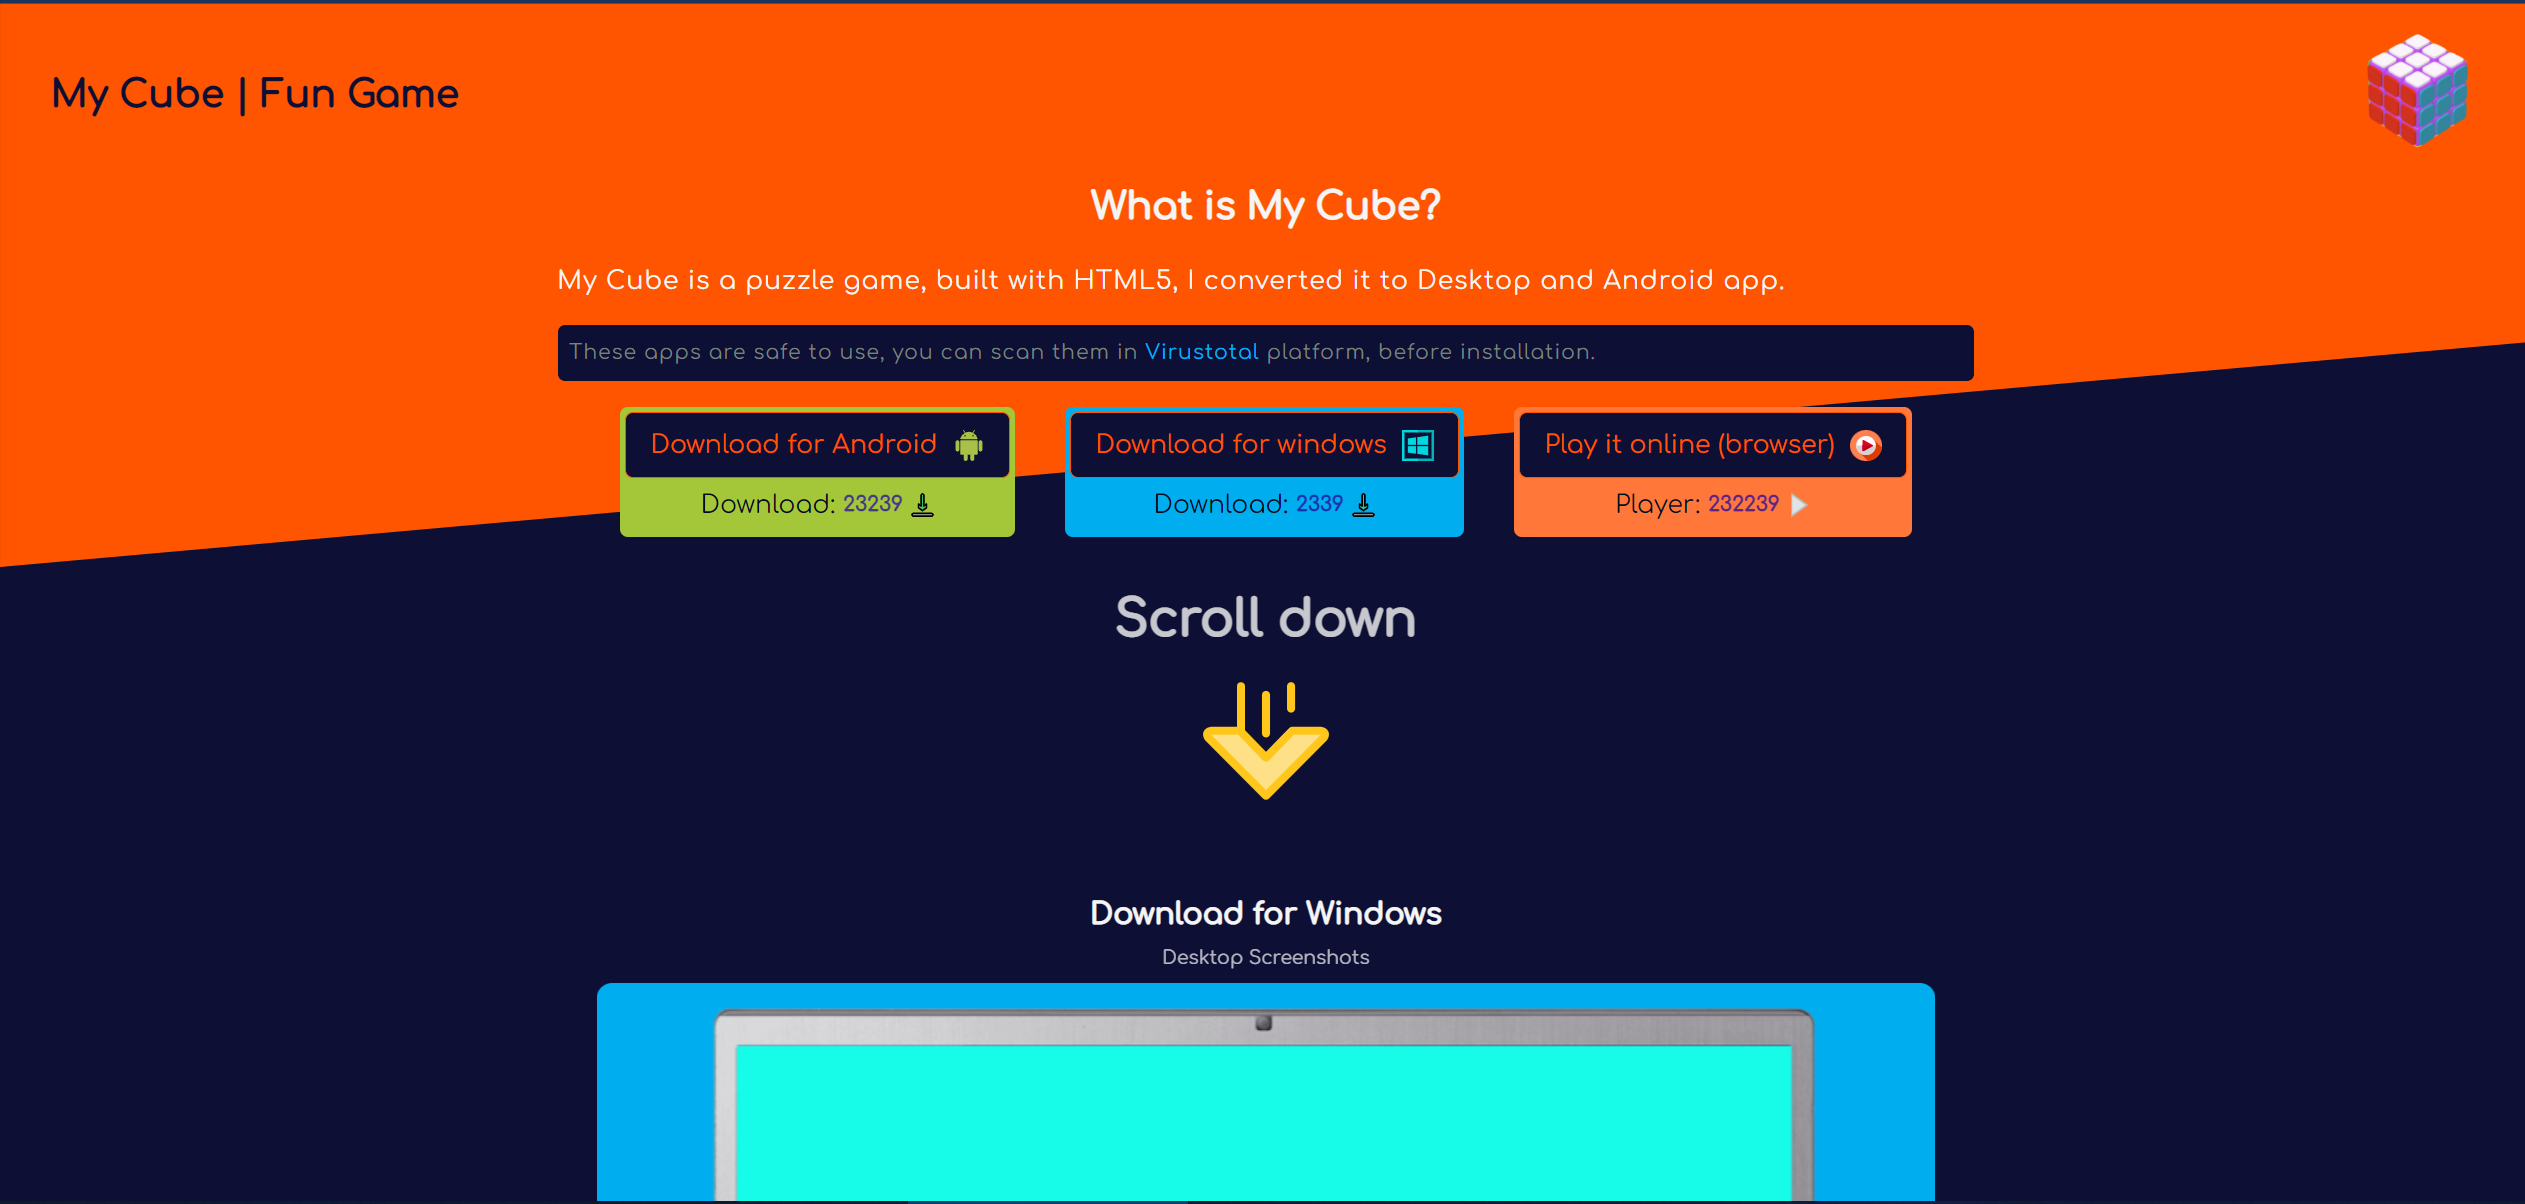 My Cube | Fun Game
What is My Cube?
My Cube is a puzzle game, built with HTML5, I converted it to Desktop and Android app.
These apps are safe to use, you can scan them in Virustotal platform, before installation.
Download for Android
Download: 23239
Download for windows
Download: 2339
Play it online (browser)
Player: 232239
Scroll down
Download for Windows
Desktop Screenshots